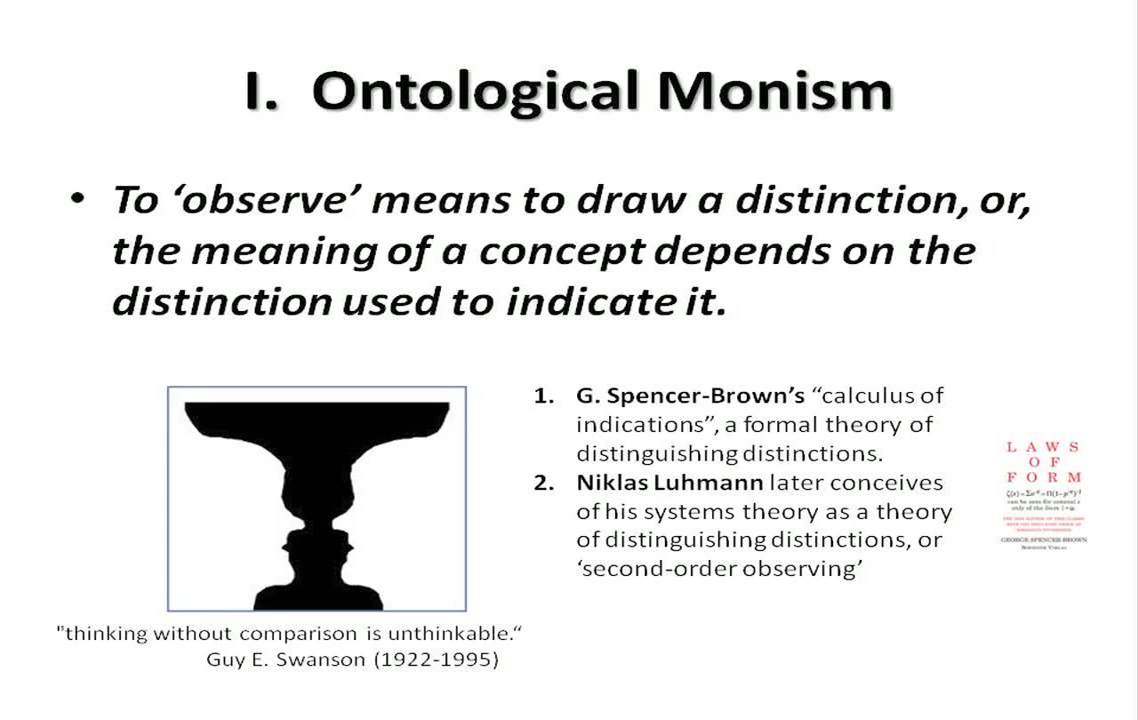 I. Ontological Monism
• To ‘observe’ means to draw a distinction, or,
the meaning of a concept depends on the
distinction used to indicate it.
1. G. Spencer-Brown’s “calculus of
indications”, a formal theory of
distinguishing distinctions.
2. Niklas Luhmann later conceives
of his systems theory as a theory
of distinguishing distinctions, or
‘second-order observing’
L A W S
O F
F O R M
can be seen
GEORGE SPENCER-BROWN
"thinking without comparison is unthinkable.“
Guy E. Swanson (1922-1995)